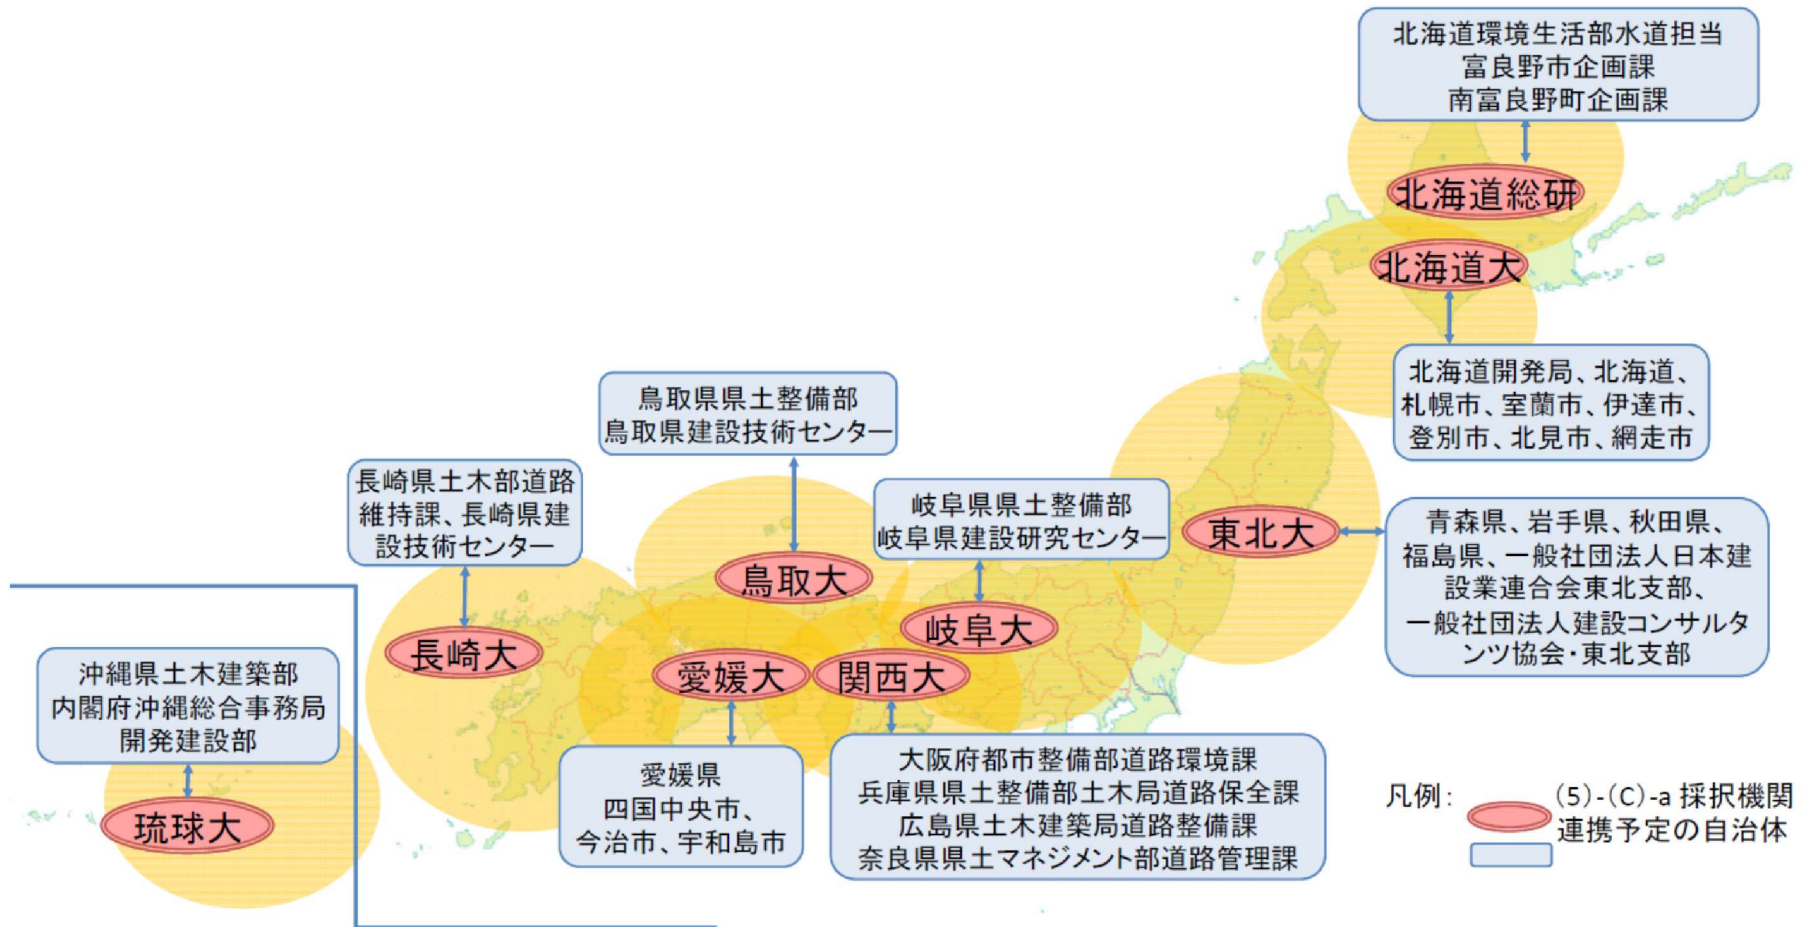 北海道環境生活部水道担当
富良野市企画課
南富良野町企画課
北海道総研
北海道大
北海道開発局、北海道、
札幌市、室蘭市、伊達市、
登別市、北見市、網走市
鳥取県県土整備部
鳥取県建設技術センター
鳥取大
長崎県土木部道路
維持課、長崎県建
設技術センター
長崎大
岐阜県県土整備部
岐阜県建設研究センター
岐阜大
東北大
青森県、岩手県、秋田県、
福島県、一般社団法人日本建
設業連合会東北支部、
一般社団法人建設コンサルタ
ンツ協会・東北支部
沖縄県土木建築部
内閣府沖縄総合事務局
開発建設部
琉球大
愛媛大
愛媛県
四国中央市、
今治市、宇和島市
関西大
大阪府都市整備部道路環境課
兵庫県県土整備部土木局道路保全課
広島県土木建築局道路整備課
奈良県県土マネジメント部道路管理課
凡例：
(5)-(C)-a 採択機関
連携予定の自治体